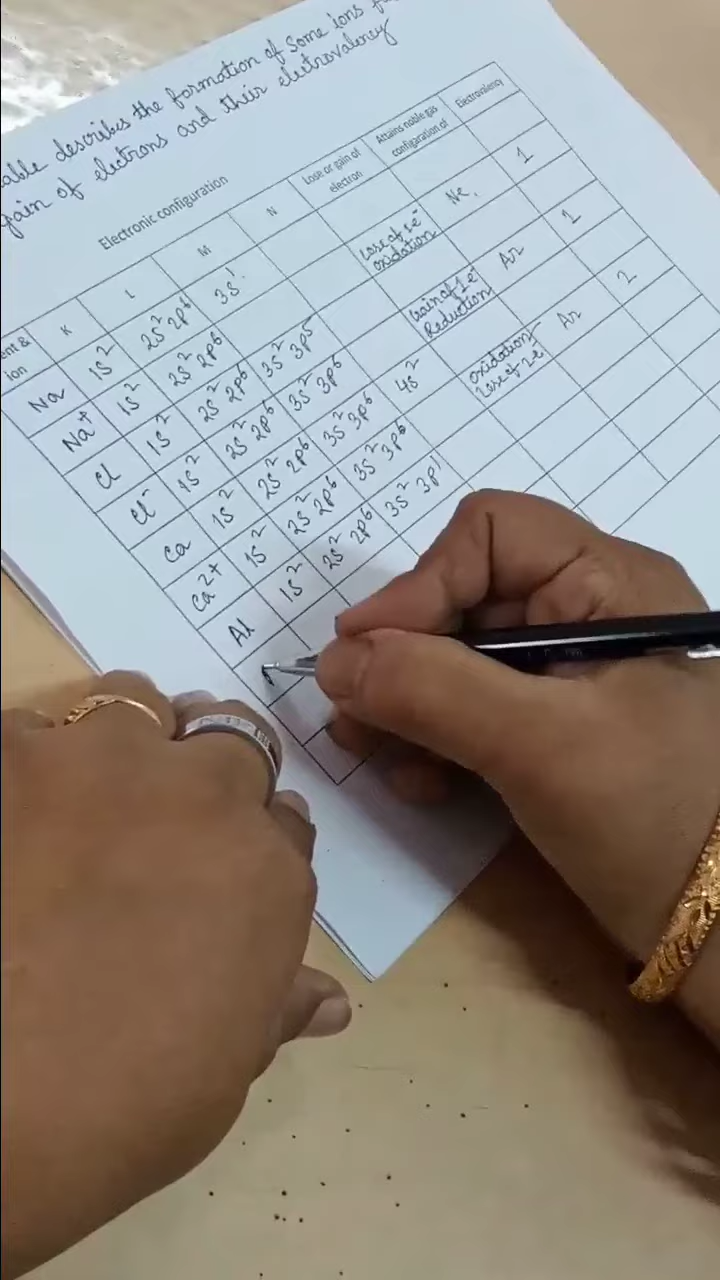 able describes the formation of some ions
gain of electrons and their electrovalency
Electronic configuration
Lose or gain of electron
Attains noble gas configuration of
Electrovalency
ent & ion K L M N
Na 1s² 2s² 2p⁶ 3s¹
Na⁺ 1s² 2s² 2p⁶ Lose of 1e⁻ oxidation Ne. 1
Cl 1s² 2s² 2p⁶ 3s² 3p⁵
Cl⁻ 1s² 2s² 2p⁶ 3s² 3p⁶ Gain of 1e⁻ Reduction Ar 1
Ca 1s² 2s² 2p⁶ 3s² 3p⁶ 4s²
Ca²⁺ 1s² 2s² 2p⁶ 3s² 3p⁶ oxidation Lose of 2e⁻ Ar 2
Al 1s² 2s² 2p⁶ 3s² 3p¹